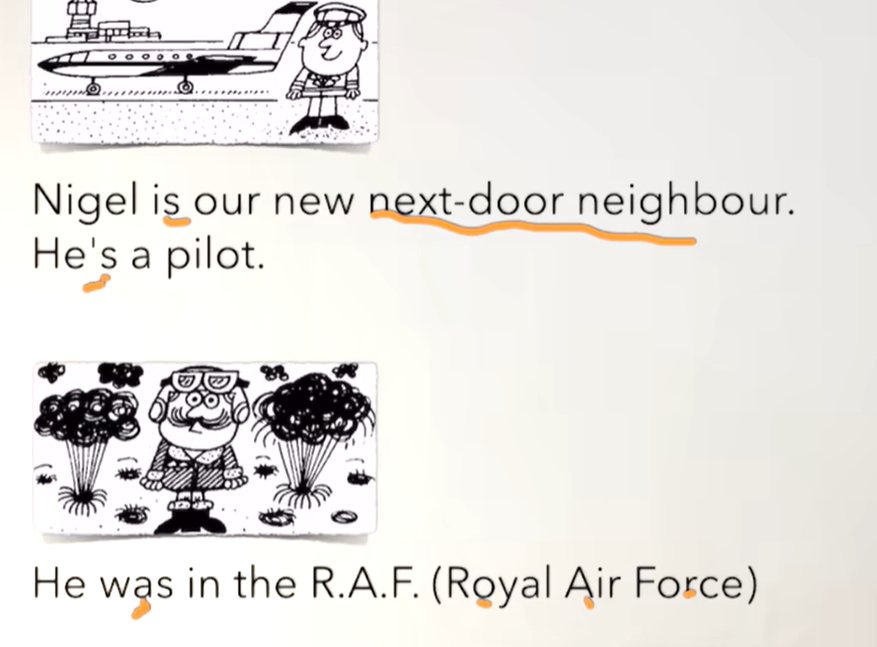 Nigel is our new next-door neighbour.
He's a pilot.
He was in the R.A.F. (Royal Air Force)